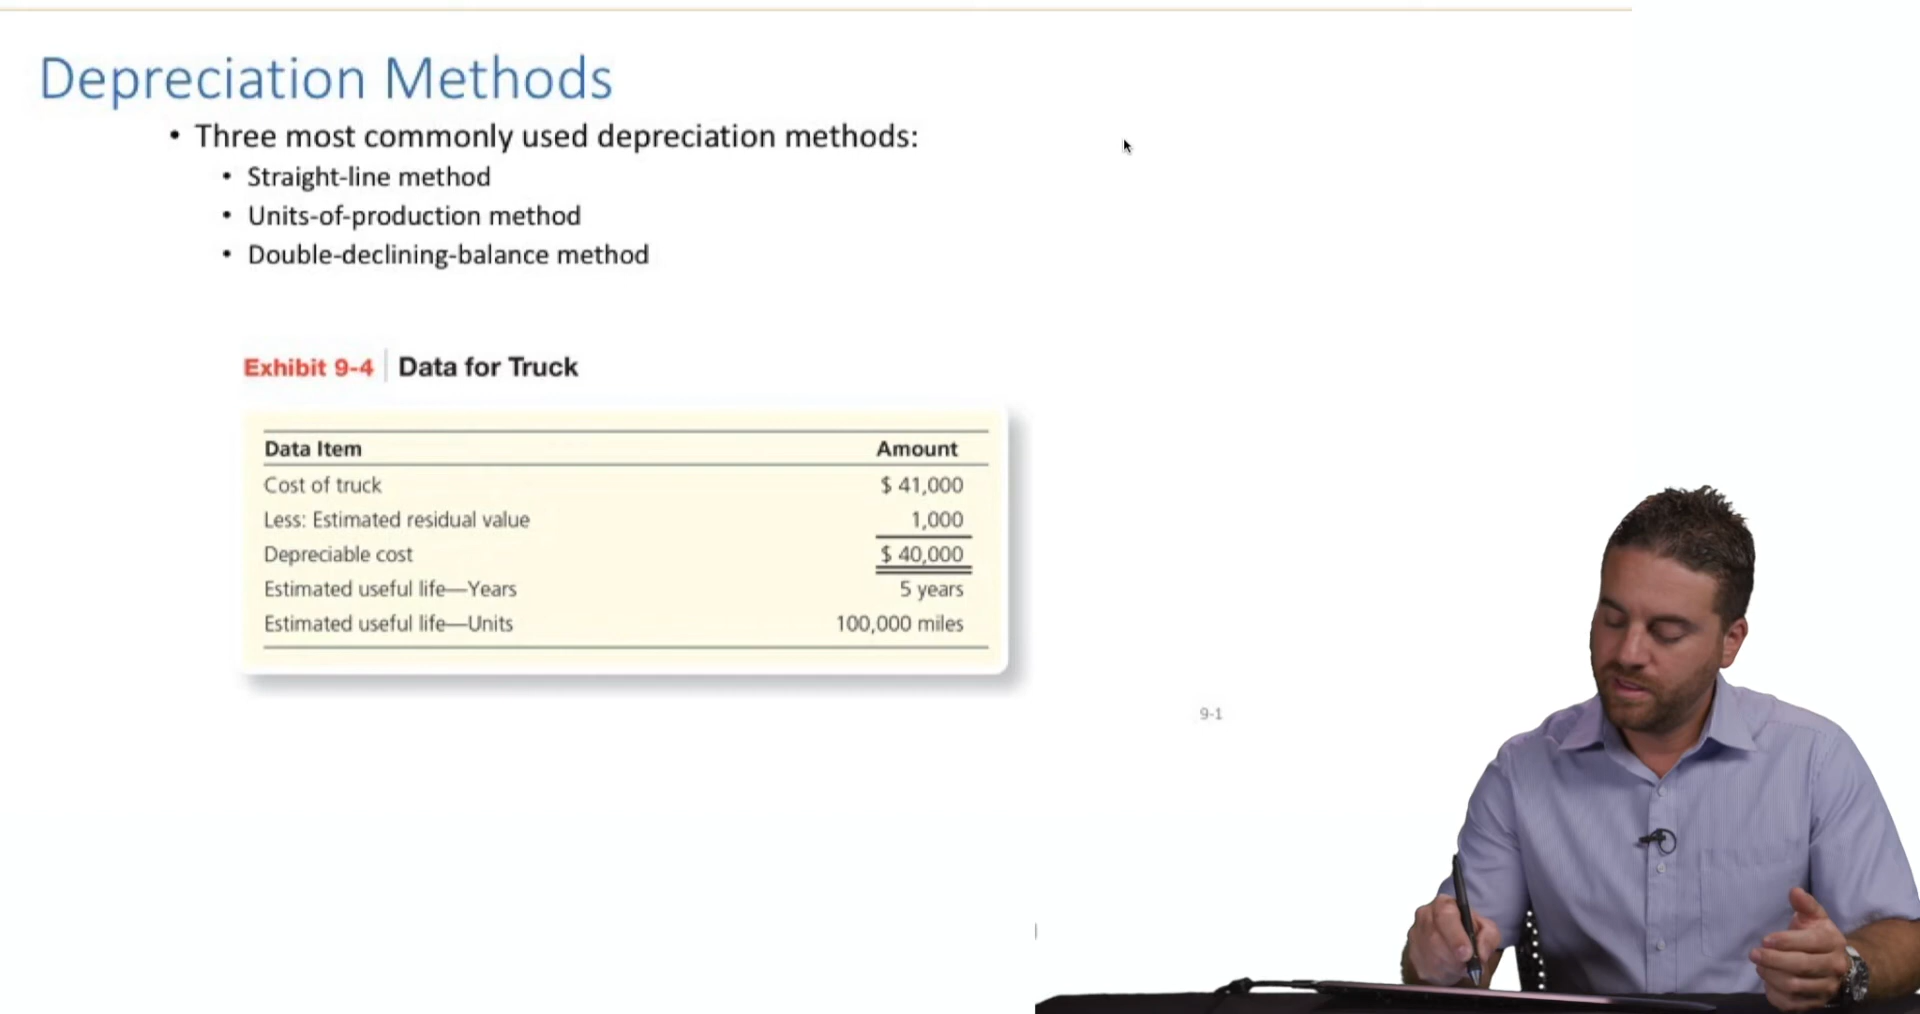 Depreciation Methods
• Three most commonly used depreciation methods:
• Straight-line method
• Units-of-production method
• Double-declining-balance method
Exhibit 9-4 | Data for Truck
Data Item Amount
Cost of truck $ 41,000
Less: Estimated residual value 1,000
Depreciable cost $ 40,000
Estimated useful life—Years 5 years
Estimated useful life—Units 100,000 miles
9-1